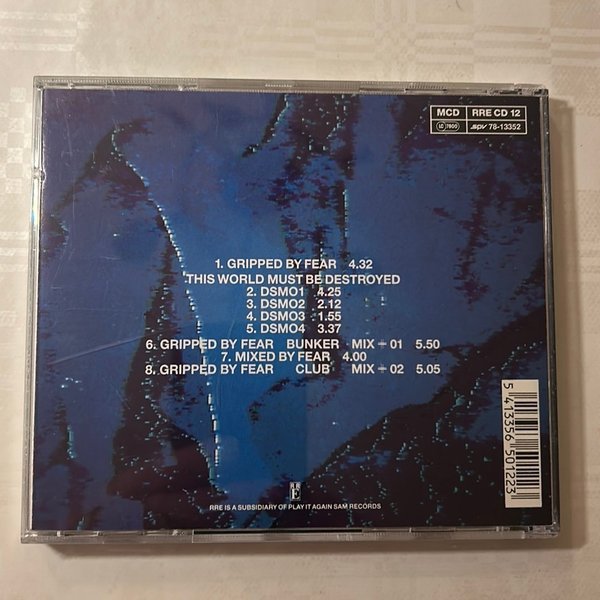 MCD RRE CD 12
LC 7800 SPV 78-13352
1. GRIPPED BY FEAR 4.32
THIS WORLD MUST BE DESTROYED
2. DSMO1 4.25
3. DSMO2 2.12
4. DSMO3 1.55
5. DSMO4 3.37
6. GRIPPED BY FEAR BUNKER MIX 01 5.50
7. MIXED BY FEAR 4.00
8. GRIPPED BY FEAR CLUB MIX 02 5.05
5 413356 501223
R R E
RRE IS A SUBSIDIARY OF PLAY IT AGAIN SAM RECORDS